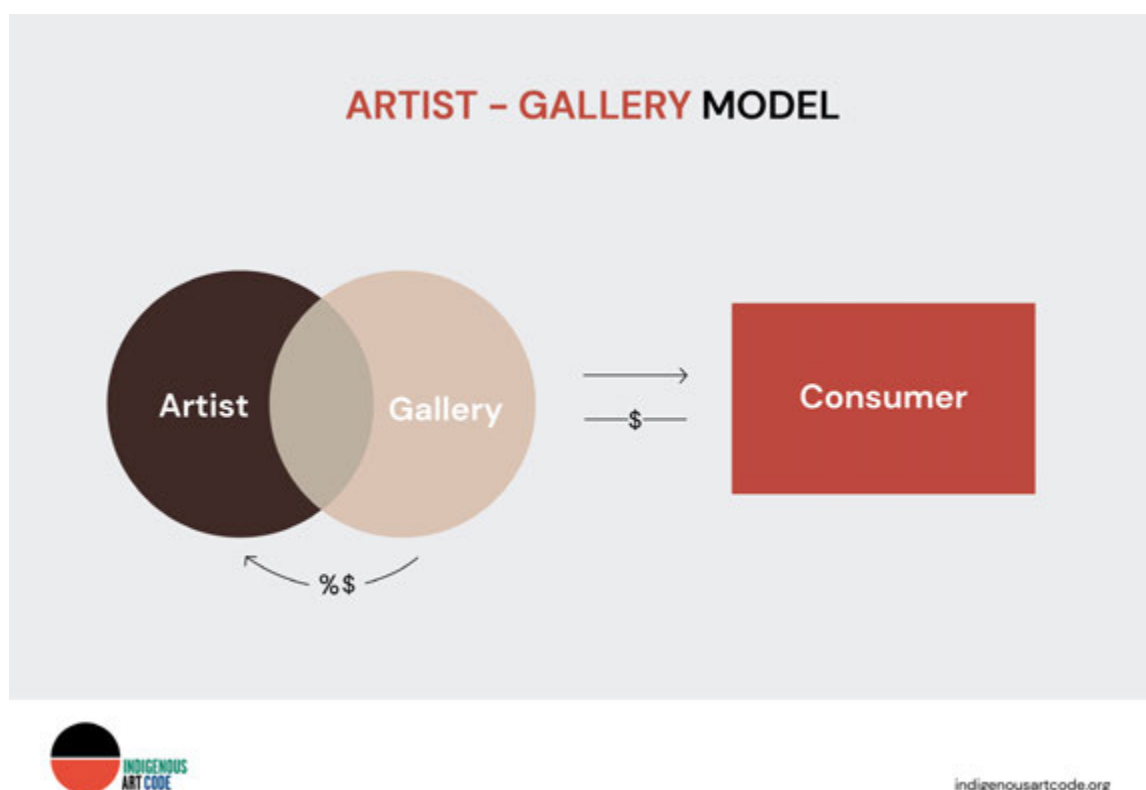 ARTIST – GALLERY MODEL
Artist
Gallery
$
Consumer
%$
INDIGENOUS
ART CODE
indigenousartcode.org